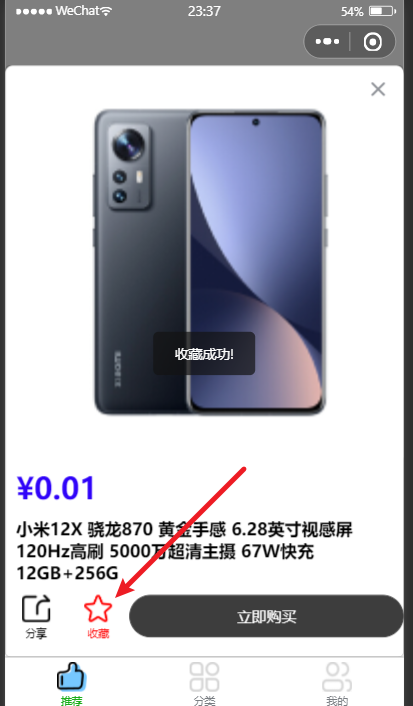 WeChat
23:37
54%
XIAOMI
收藏成功!
¥0.01
小米12X 骁龙870 黄金手感 6.28英寸视感屏
120Hz高刷 5000万超清主摄 67W快充
12GB+256G
分享
收藏
立即购买
推荐
分类
我的